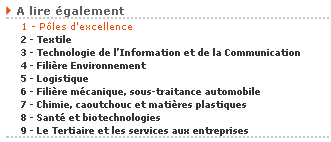 A lire également
1 - Pôles d'excellence
2 - Textile
3 - Technologie de l'Information et de la Communication
4 - Filière Environnement
5 - Logistique
6 - Filière mécanique, sous-traitance automobile
7 - Chimie, caoutchouc et matières plastiques
8 - Santé et biotechnologies
9 - Le Tertiaire et les services aux entreprises